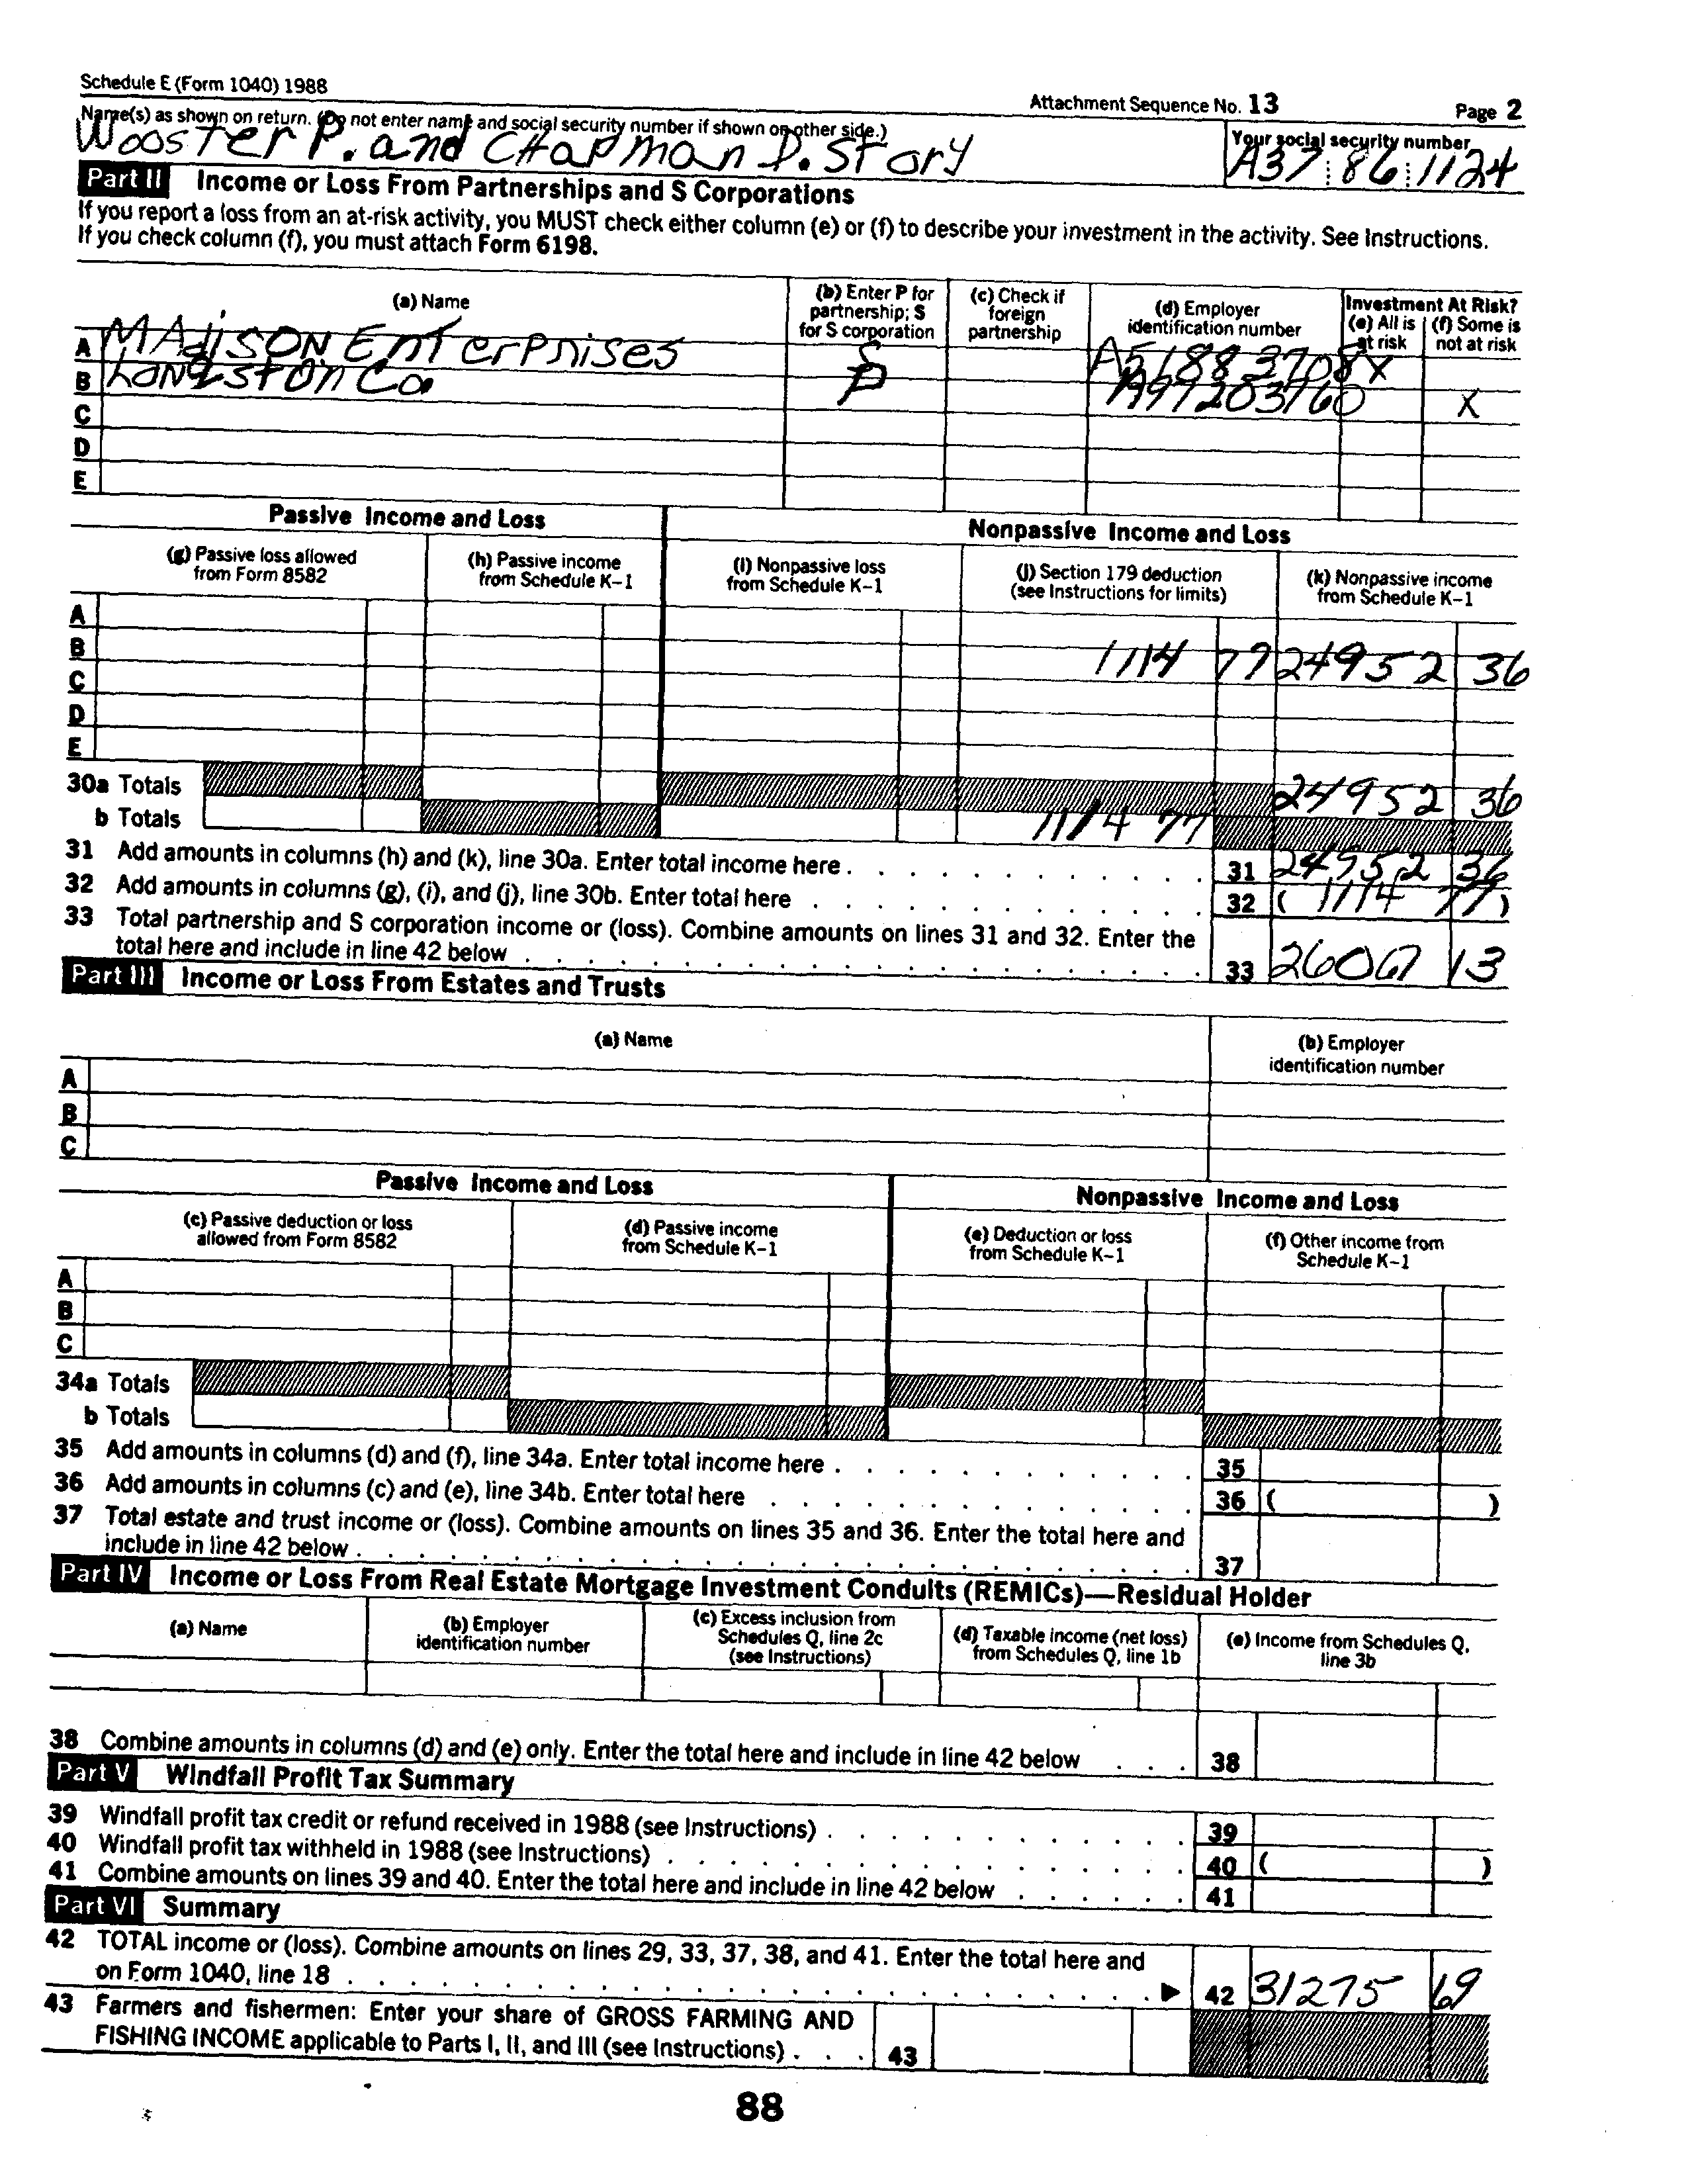 Schedule E (Form 1040) 1988
Attachment Sequence No. 13 Page 2
Name(s) as shown on return. (Do not enter name and social security number if shown on other side.)
Your social security number
Wooster P. and Chapman D. Story
A37 86 1124
Part II Income or Loss From Partnerships and S Corporations
If you report a loss from an at-risk activity, you MUST check either column (e) or (f) to describe your investment in the activity. See Instructions.
If you check column (f), you must attach Form 6198.
(a) Name
(b) Enter P for partnership; S for S corporation
(c) Check if foreign partnership
(d) Employer identification number
Investment At Risk?
(e) All is at risk
(f) Some is not at risk
A MADISON ENTerprises S A51883708 X
B Langston Co P A97203760 X
C
D
E
Passive Income and Loss
Nonpassive Income and Loss
(g) Passive loss allowed from Form 8582
(h) Passive income from Schedule K-1
(i) Nonpassive loss from Schedule K-1
(j) Section 179 deduction (see Instructions for limits)
(k) Nonpassive income from Schedule K-1
A
B 1114 77 24952 36
C
D
E
30a Totals 24952 36
b Totals 1114 77
31 Add amounts in columns (h) and (k), line 30a. Enter total income here . 31 24952 36
32 Add amounts in columns (g), (i), and (j), line 30b. Enter total here 32 ( 1114 77 )
33 Total partnership and S corporation income or (loss). Combine amounts on lines 31 and 32. Enter the
total here and include in line 42 below 33 26067 13
Part III Income or Loss From Estates and Trusts
(a) Name
(b) Employer identification number
A
B
C
Passive Income and Loss
Nonpassive Income and Loss
(c) Passive deduction or loss allowed from Form 8582
(d) Passive income from Schedule K-1
(e) Deduction or loss from Schedule K-1
(f) Other income from Schedule K-1
A
B
C
34a Totals
b Totals
35 Add amounts in columns (d) and (f), line 34a. Enter total income here . 35
36 Add amounts in columns (c) and (e), line 34b. Enter total here 36 ( )
37 Total estate and trust income or (loss). Combine amounts on lines 35 and 36. Enter the total here and
include in line 42 below . 37
Part IV Income or Loss From Real Estate Mortgage Investment Conduits (REMICs)—Residual Holder
(a) Name
(b) Employer identification number
(c) Excess inclusion from Schedules Q, line 2c (see Instructions)
(d) Taxable income (net loss) from Schedules Q, line 1b
(e) Income from Schedules Q, line 3b
38 Combine amounts in columns (d) and (e) only. Enter the total here and include in line 42 below 38
Part V Windfall Profit Tax Summary
39 Windfall profit tax credit or refund received in 1988 (see Instructions) . 39
40 Windfall profit tax withheld in 1988 (see Instructions) . 40 ( )
41 Combine amounts on lines 39 and 40. Enter the total here and include in line 42 below 41
Part VI Summary
42 TOTAL income or (loss). Combine amounts on lines 29, 33, 37, 38, and 41. Enter the total here and
on Form 1040, line 18 ▶ 42 31275 69
43 Farmers and fishermen: Enter your share of GROSS FARMING AND
FISHING INCOME applicable to Parts I, II, and III (see Instructions) . 43
88